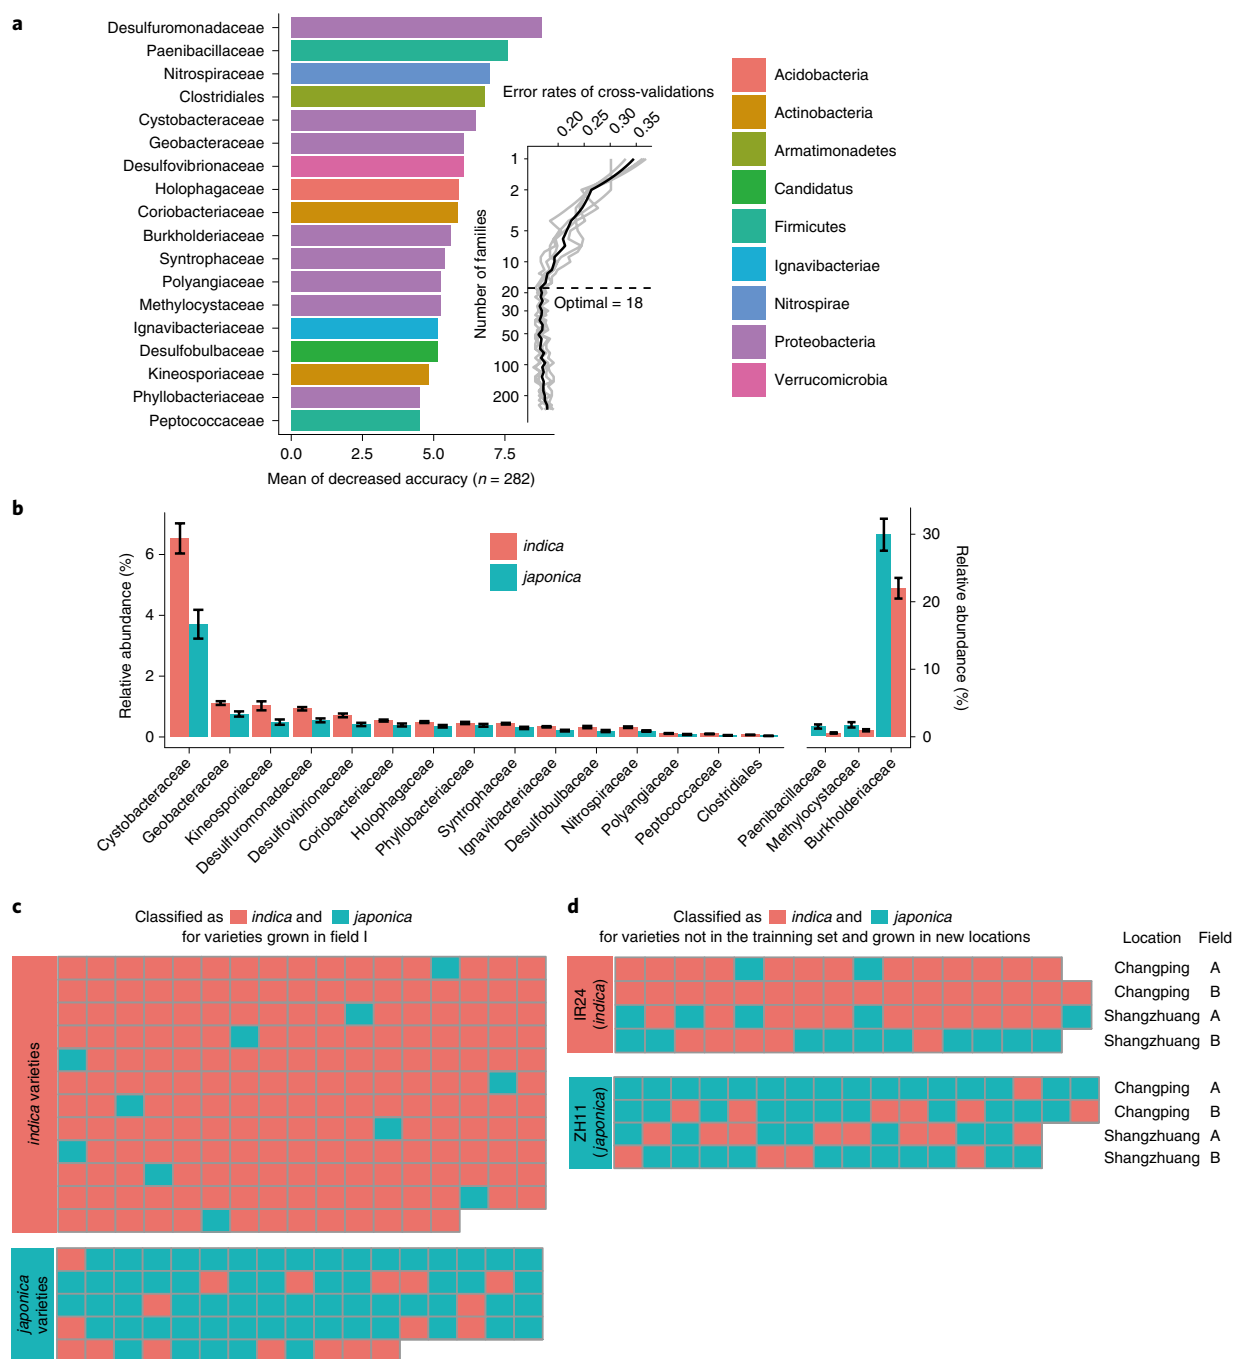 a
Desulfuromonadaceae
Paenibacillaceae
Nitrospiraceae
Clostridiales
Cystobacteraceae
Geobacteraceae
Desulfovibrionaceae
Holophagaceae
Coriobacteriaceae
Burkholderiaceae
Syntrophaceae
Polyangiaceae
Methylocystaceae
Ignavibacteriaceae
Desulfobulbaceae
Kineosporiaceae
Phyllobacteriaceae
Peptococcaceae
0.0 2.5 5.0 7.5
Mean of decreased accuracy (n = 282)
Error rates of cross-validations
0.20 0.25 0.30 0.35
Number of families
1
2
5
10
20
30
50
100
200
Optimal = 18
Acidobacteria
Actinobacteria
Armatimonadetes
Candidatus
Firmicutes
Ignavibacteriae
Nitrospirae
Proteobacteria
Verrucomicrobia
b
Relative abundance (%)
6
4
2
0
indica
japonica
30
20
10
0
Relative abundance (%)
Cystobacteraceae
Geobacteraceae
Kineosporiaceae
Desulfuromonadaceae
Desulfovibrionaceae
Coriobacteriaceae
Holophagaceae
Phyllobacteriaceae
Syntrophaceae
Ignavibacteriaceae
Desulfobulbaceae
Nitrospiraceae
Polyangiaceae
Peptococcaceae
Clostridiales
Paenibacillaceae
Methylocystaceae
Burkholderiaceae
c
Classified as indica and japonica
for varieties grown in field I
indica varieties
japonica
varieties
d
Classified as indica and japonica
for varieties not in the trainning set and grown in new locations
Location Field
IR24
(indica)
Changping A
Changping B
Shangzhuang A
Shangzhuang B
ZH11
(japonica)
Changping A
Changping B
Shangzhuang A
Shangzhuang B